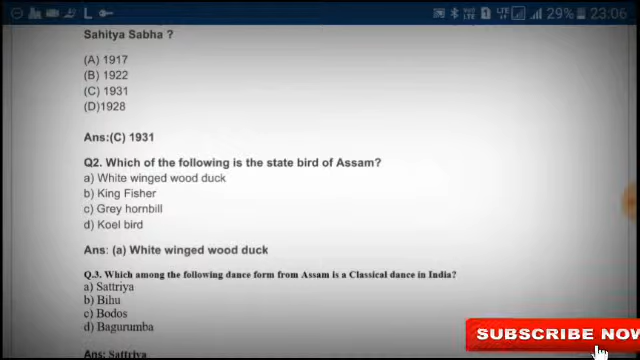 L 29% 23:06
Sahitya Sabha ?
(A) 1917
(B) 1922
(C) 1931
(D)1928
Ans:(C) 1931
Q2. Which of the following is the state bird of Assam?
a) White winged wood duck
b) King Fisher
c) Grey hornbill
d) Koel bird
Ans: (a) White winged wood duck
Q.3. Which among the following dance form from Assam is a Classical dance in India?
a) Sattriya
b) Bihu
c) Bodos
d) Bagurumba
SUBSCRIBE NOW
Ans: Sattriya